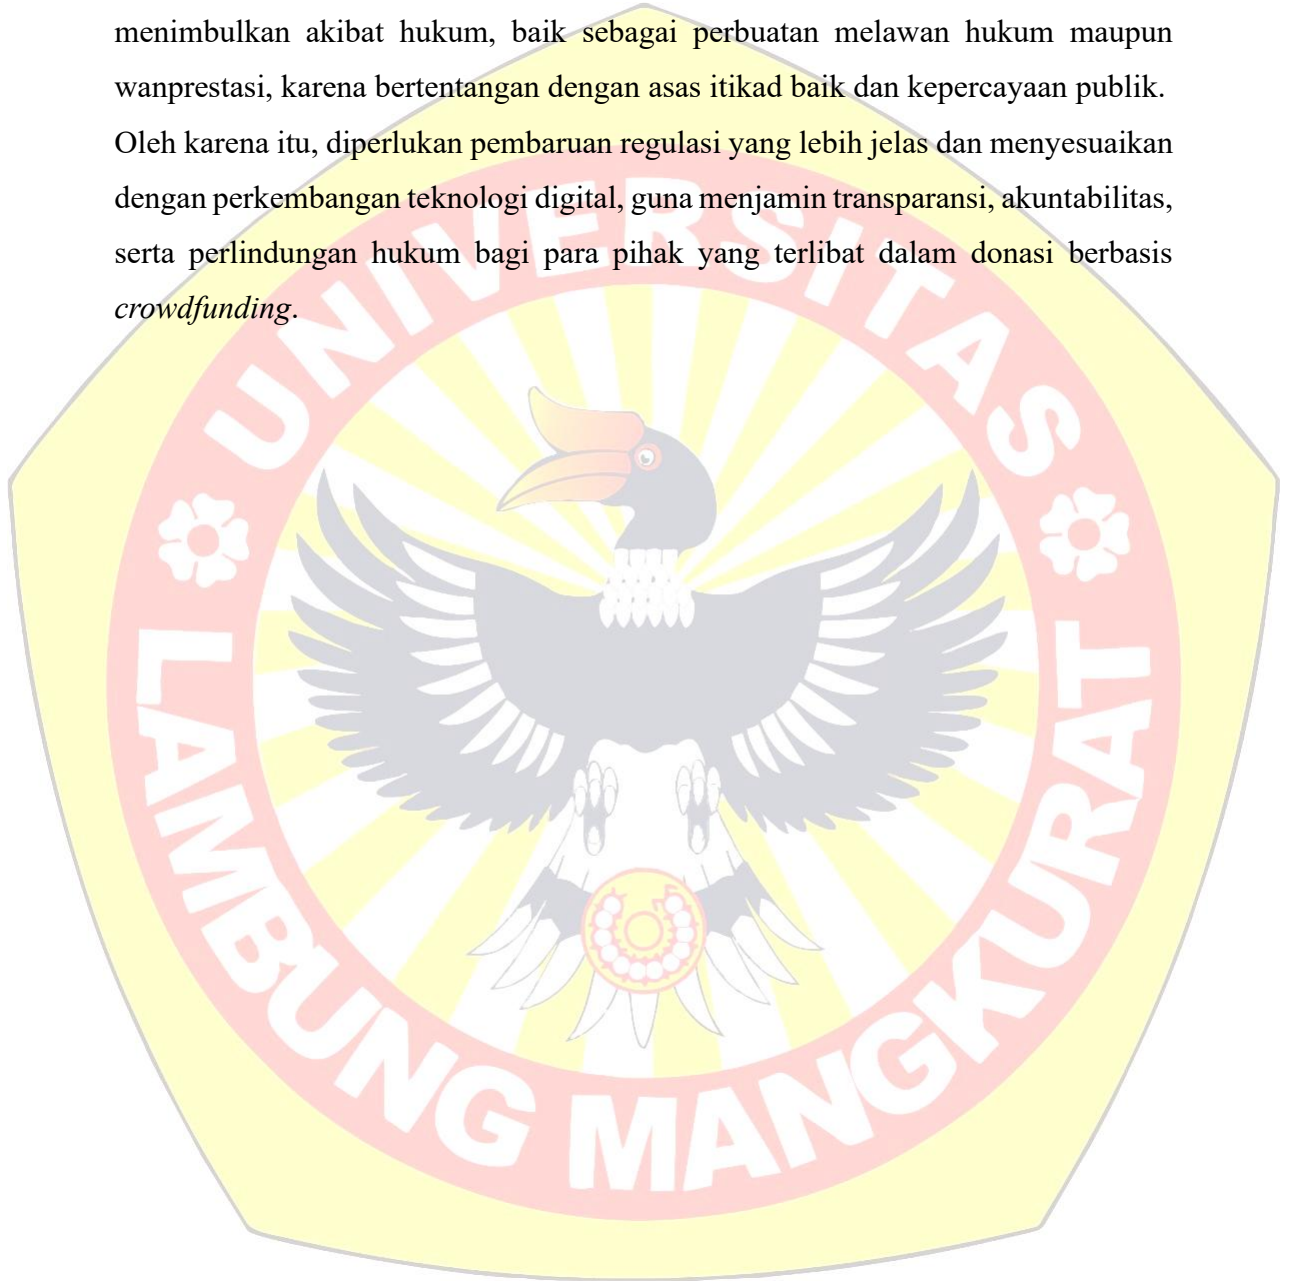 menimbulkan akibat hukum, baik sebagai perbuatan melawan hukum maupun
wanprestasi, karena bertentangan dengan asas itikad baik dan kepercayaan publik.
Oleh karena itu, diperlukan pembaruan regulasi yang lebih jelas dan menyesuaikan
dengan perkembangan teknologi digital, guna menjamin transparansi, akuntabilitas,
serta perlindungan hukum bagi para pihak yang terlibat dalam donasi berbasis
crowdfunding.
UNIVERSITAS
LAMBUNG MANGKURAT